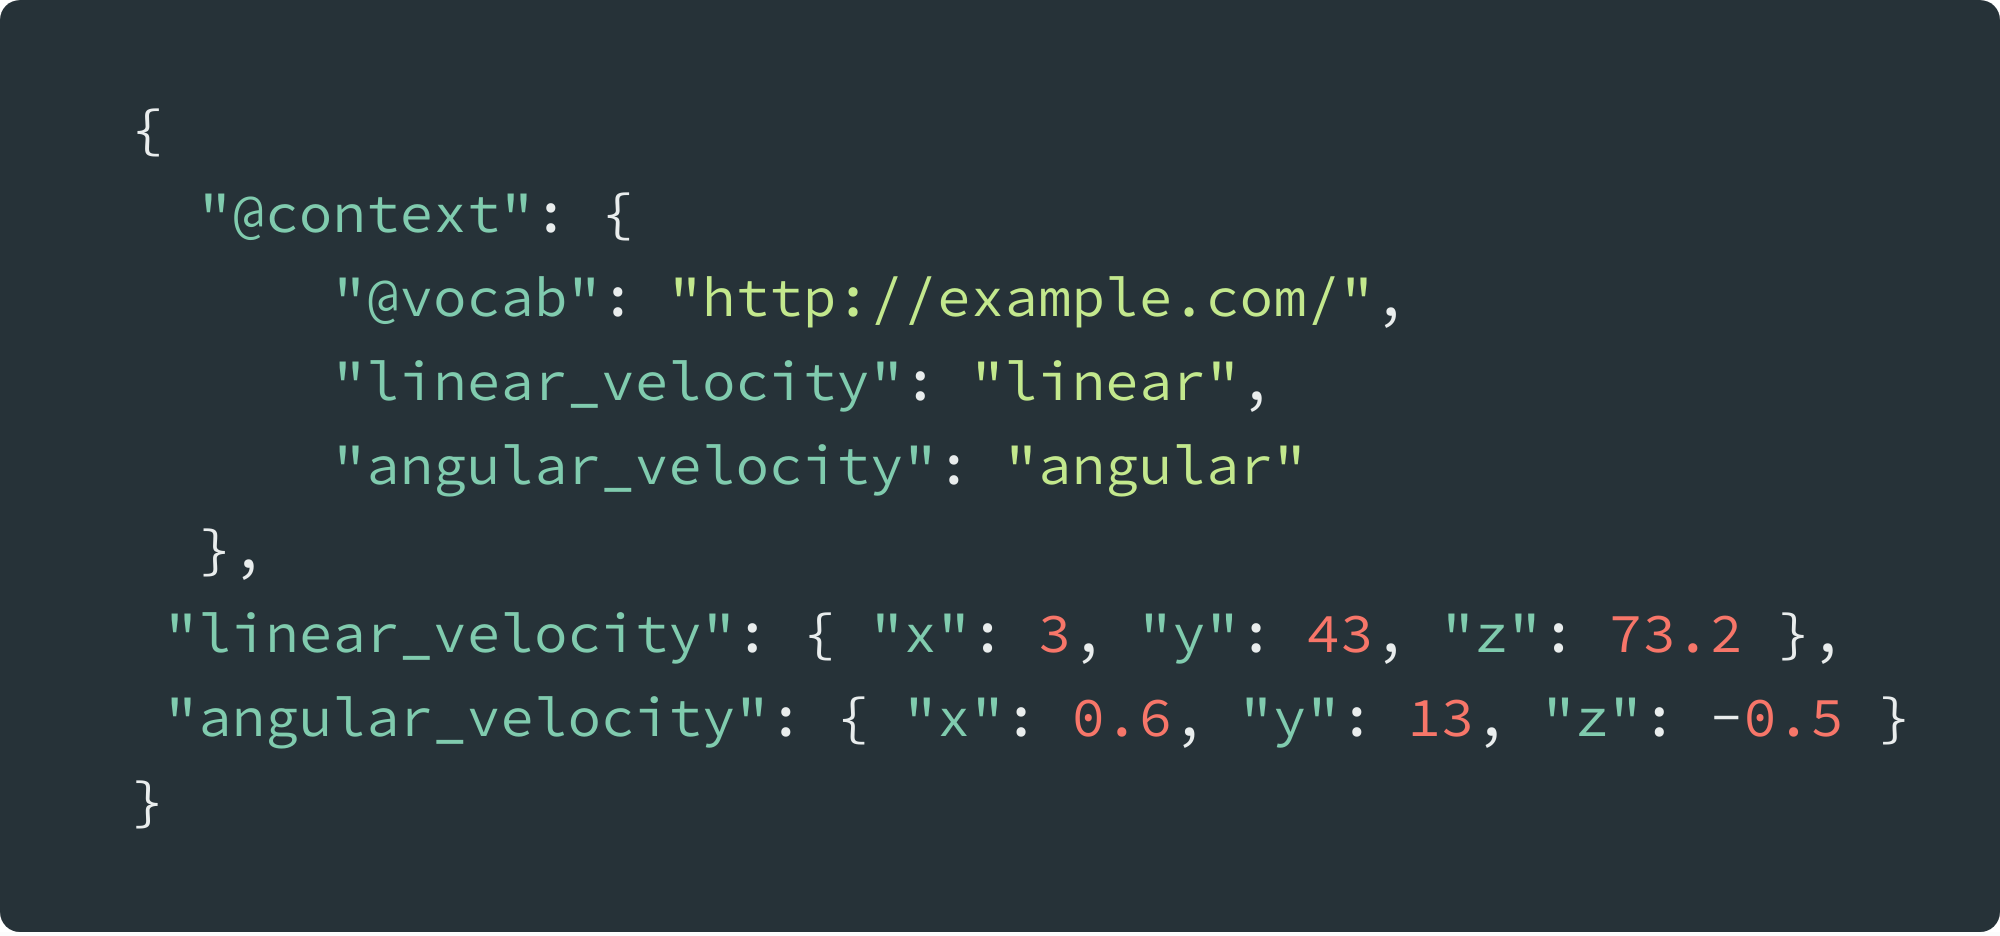 {
  "@context": {
      "@vocab": "http://example.com/",
      "linear_velocity": "linear",
      "angular_velocity": "angular"
  },
 "linear_velocity": { "x": 3, "y": 43, "z": 73.2 },
 "angular_velocity": { "x": 0.6, "y": 13, "z": -0.5 }
}